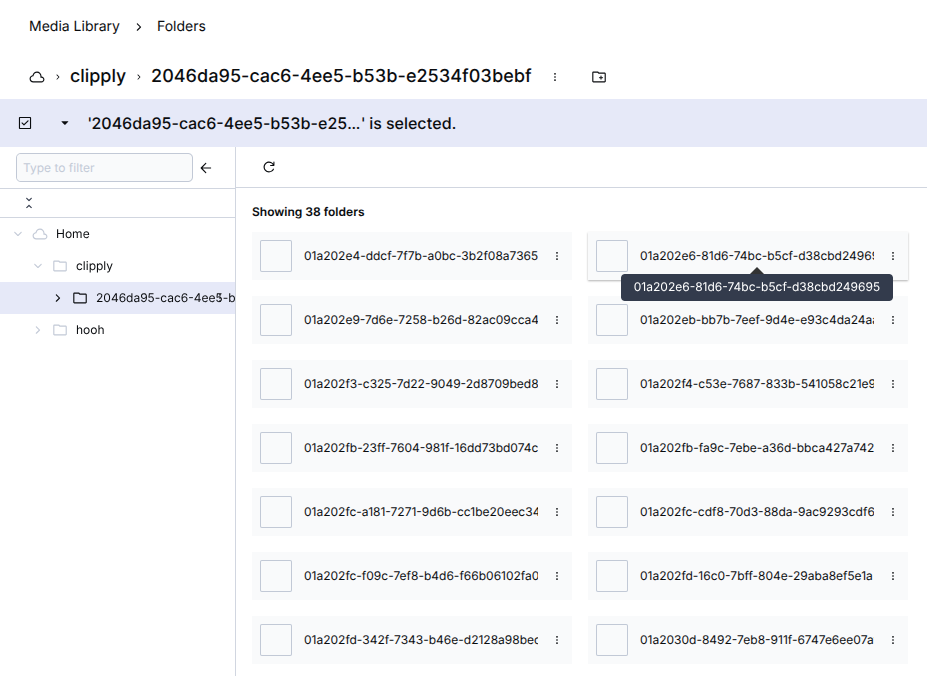 Media Library > Folders
clipply > 2046da95-cac6-4ee5-b53b-e2534f03bebf
'2046da95-cac6-4ee5-b53b-e25...' is selected.
Type to filter
Showing 38 folders
Home
clipply
2046da95-cac6-4ee5-b
hooh
01a202e4-ddcf-7f7b-a0bc-3b2f08a7365
01a202e6-81d6-74bc-b5cf-d38cbd24969
01a202e6-81d6-74bc-b5cf-d38cbd249695
01a202e9-7d6e-7258-b26d-82ac09cca4
01a202eb-bb7b-7eef-9d4e-e93c4da24a
01a202f3-c325-7d22-9049-2d8709bed8
01a202f4-c53e-7687-833b-541058c21e9
01a202fb-23ff-7604-981f-16dd73bd074c
01a202fb-fa9c-7ebe-a36d-bbca427a742
01a202fc-a181-7271-9d6b-cc1be20eec34
01a202fc-cdf8-70d3-88da-9ac9293cdf6
01a202fc-f09c-7ef8-b4d6-f66b06102fa0
01a202fd-16c0-7bff-804e-29aba8ef5e1a
01a202fd-342f-7343-b46e-d2128a98bec
01a2030d-8492-7eb8-911f-6747e6ee07a